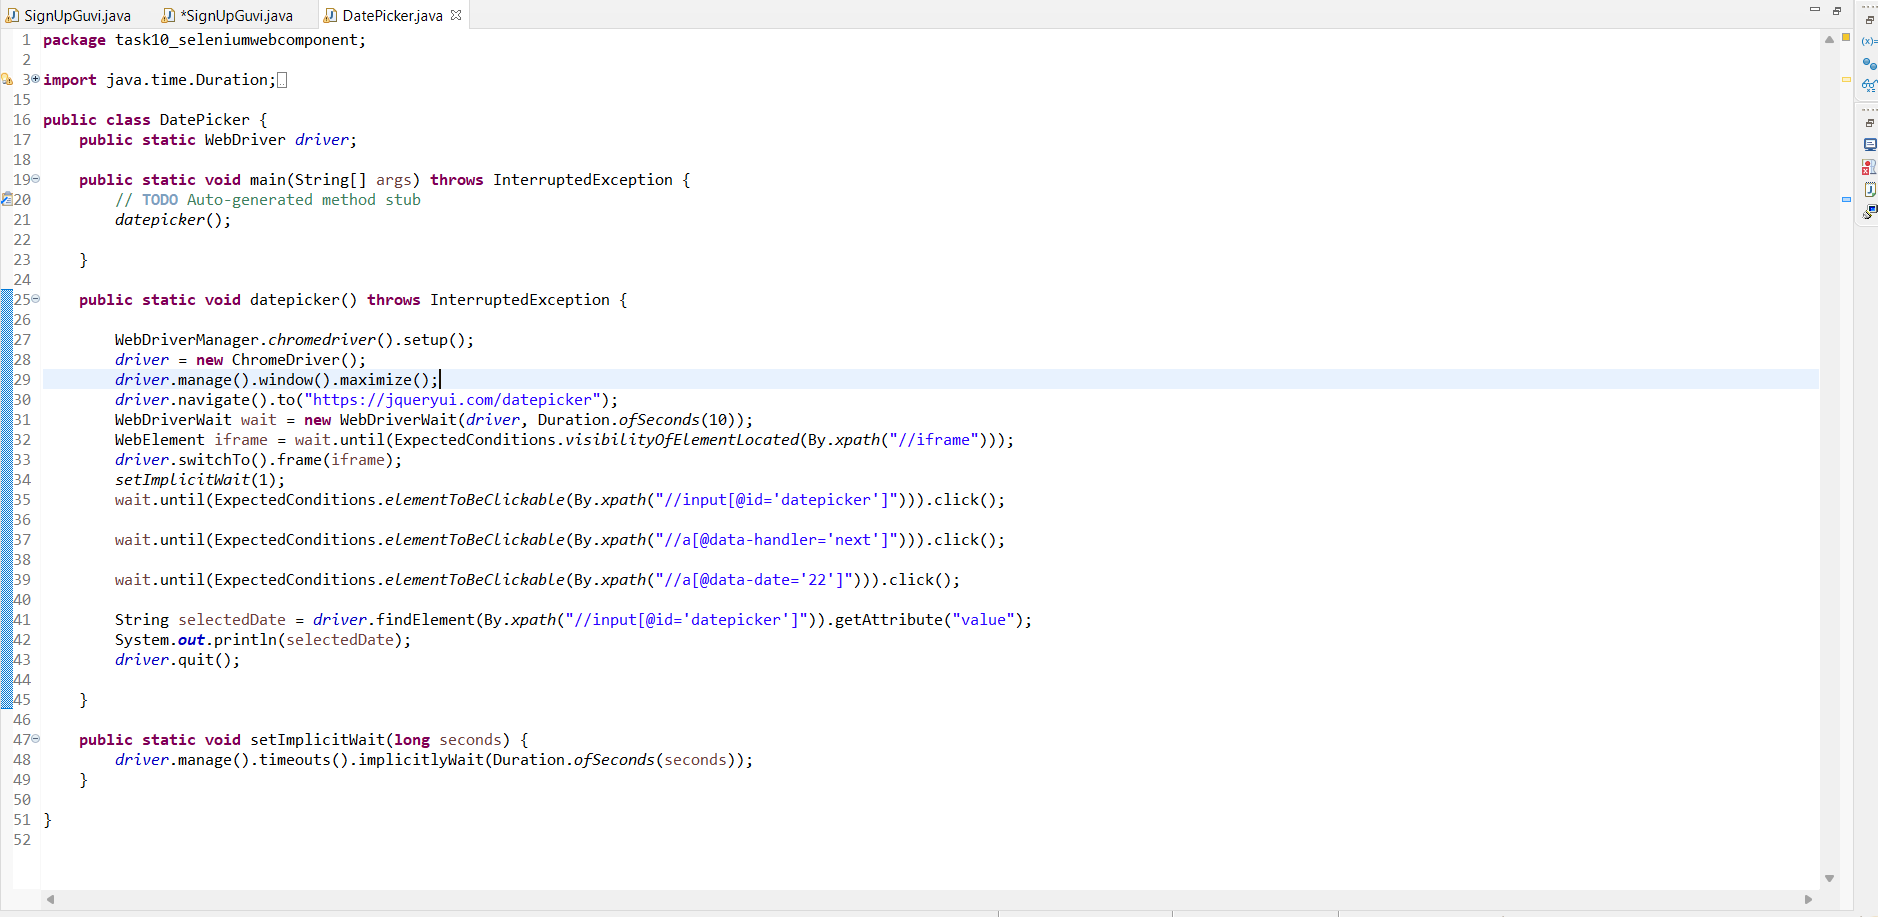 SignUpGuvi.java *SignUpGuvi.java DatePicker.java
1 package task10_seleniumwebcomponent;
2
3 import java.time.Duration;
15
16 public class DatePicker {
17     public static WebDriver driver;
18
19     public static void main(String[] args) throws InterruptedException {
20         // TODO Auto-generated method stub
21         datepicker();
22
23     }
24
25     public static void datepicker() throws InterruptedException {
26
27         WebDriverManager.chromedriver().setup();
28         driver = new ChromeDriver();
29         driver.manage().window().maximize();
30         driver.navigate().to("https://jqueryui.com/datepicker");
31         WebDriverWait wait = new WebDriverWait(driver, Duration.ofSeconds(10));
32         WebElement iframe = wait.until(ExpectedConditions.visibilityOfElementLocated(By.xpath("//iframe")));
33         driver.switchTo().frame(iframe);
34         setImplicitWait(1);
35         wait.until(ExpectedConditions.elementToBeClickable(By.xpath("//input[@id='datepicker']"))).click();
36
37         wait.until(ExpectedConditions.elementToBeClickable(By.xpath("//a[@data-handler='next']"))).click();
38
39         wait.until(ExpectedConditions.elementToBeClickable(By.xpath("//a[@data-date='22']"))).click();
40
41         String selectedDate = driver.findElement(By.xpath("//input[@id='datepicker']")).getAttribute("value");
42         System.out.println(selectedDate);
43         driver.quit();
44
45     }
46
47     public static void setImplicitWait(long seconds) {
48         driver.manage().timeouts().implicitlyWait(Duration.ofSeconds(seconds));
49     }
50
51 }
52